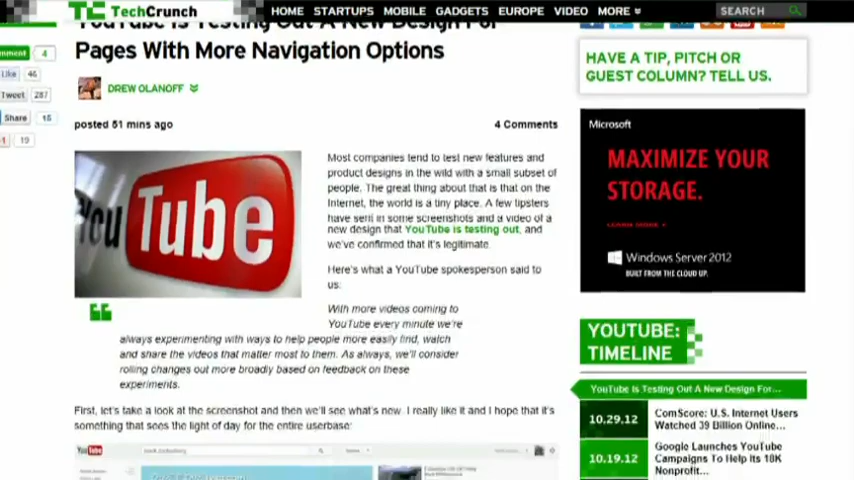 TC TechCrunch
HOME STARTUPS MOBILE GADGETS EUROPE VIDEO MORE
SEARCH
YouTube Is Testing Out A New Design For
Pages With More Navigation Options
4
Like 46
Tweet 287
Share 15
19
DREW OLANOFF
posted 51 mins ago
4 Comments
You Tube
Most companies tend to test new features and
product designs in the wild with a small subset of
people. The great thing about that is that on the
Internet, the world is a tiny place. A few tipsters
have sent in some screenshots and a video of a
new design that YouTube is testing out, and
we've confirmed that it's legitimate.
Here's what a YouTube spokesperson said to
us:
With more videos coming to
YouTube every minute we're
always experimenting with ways to help people more easily find, watch
and share the videos that matter most to them. As always, we'll consider
rolling changes out more broadly based on feedback on these
experiments.
First, let's take a look at the screenshot and then we'll see what's new. I really like it and I hope that it's
something that sees the light of day for the entire userbase:
YouTube
HAVE A TIP, PITCH OR
GUEST COLUMN? TELL US.
Microsoft
MAXIMIZE YOUR
STORAGE.
LEARN MORE
Windows Server 2012
BUILT FROM THE CLOUD UP.
YOUTUBE:
TIMELINE
YouTube Is Testing Out A New Design For...
10.29.12
ComScore: U.S. Internet Users
Watched 39 Billion Online...
10.19.12
Google Launches YouTube
Campaigns To Help Its 18K
Nonprofit...